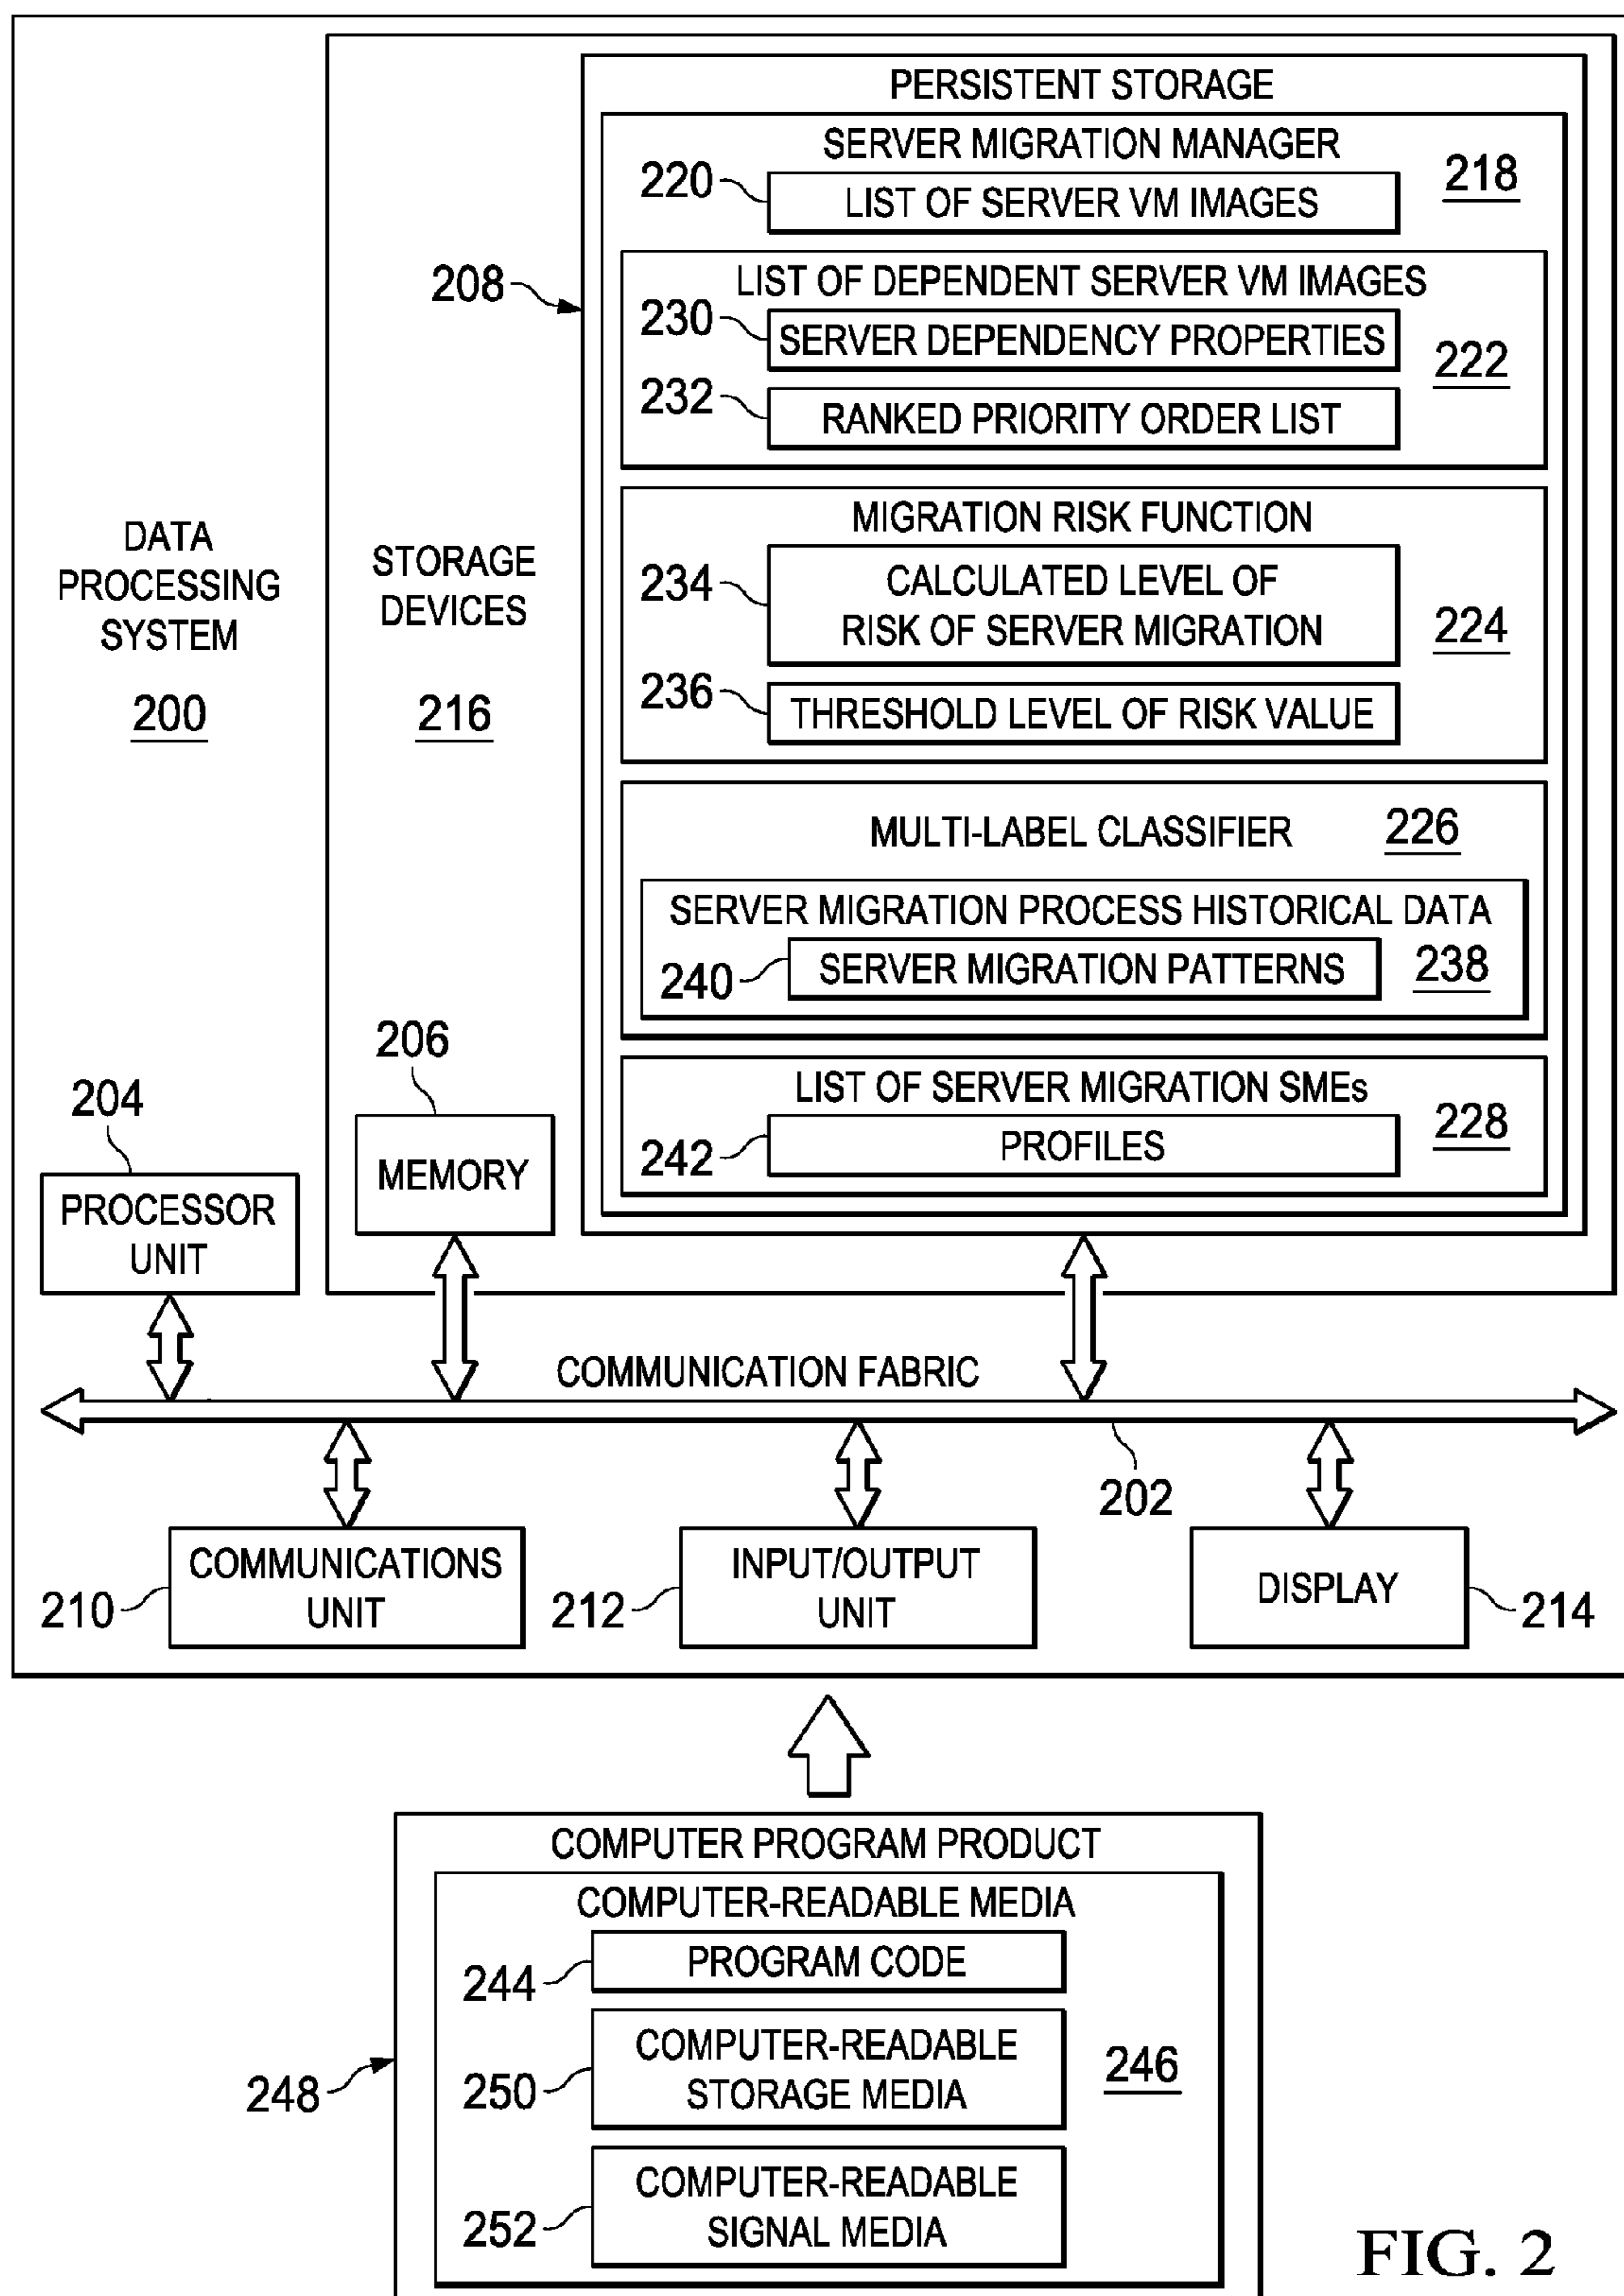 PERSISTENT STORAGE
SERVER MIGRATION MANAGER
218
220
LIST OF SERVER VM IMAGES
208
LIST OF DEPENDENT SERVER VM IMAGES
230
SERVER DEPENDENCY PROPERTIES
222
232
RANKED PRIORITY ORDER LIST
DATA
PROCESSING
SYSTEM
200
STORAGE
DEVICES
216
MIGRATION RISK FUNCTION
234
CALCULATED LEVEL OF
RISK OF SERVER MIGRATION
224
236
THRESHOLD LEVEL OF RISK VALUE
MULTI-LABEL CLASSIFIER
226
SERVER MIGRATION PROCESS HISTORICAL DATA
240
SERVER MIGRATION PATTERNS
238
LIST OF SERVER MIGRATION SMEs
228
242
PROFILES
206
MEMORY
204
PROCESSOR
UNIT
COMMUNICATION FABRIC
202
210
COMMUNICATIONS
UNIT
212
INPUT/OUTPUT
UNIT
DISPLAY
214
COMPUTER PROGRAM PRODUCT
COMPUTER-READABLE MEDIA
244
PROGRAM CODE
248
250
COMPUTER-READABLE
STORAGE MEDIA
246
252
COMPUTER-READABLE
SIGNAL MEDIA
FIG. 2